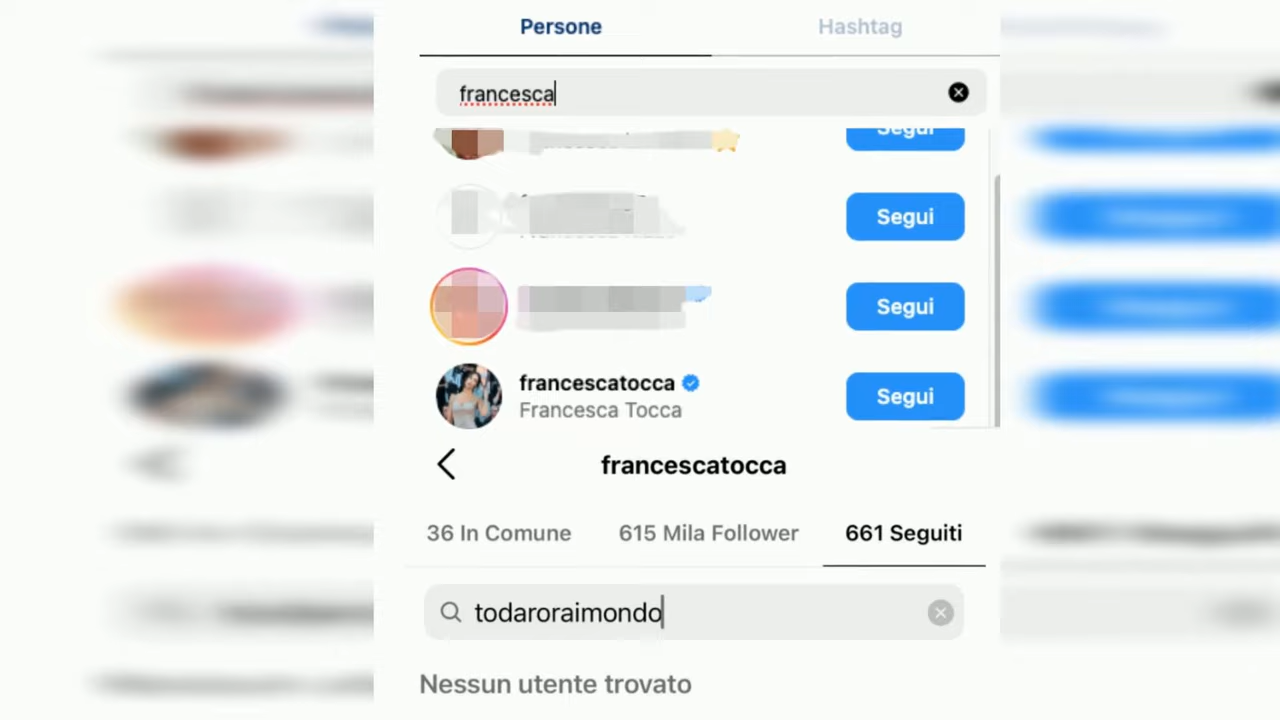 Persone Hashtag
francesca
Segui
Segui
Segui
francescatocca
Francesca Tocca
Segui
francescatocca
36 In Comune 615 Mila Follower 661 Seguiti
todaroraimondo
Nessun utente trovato